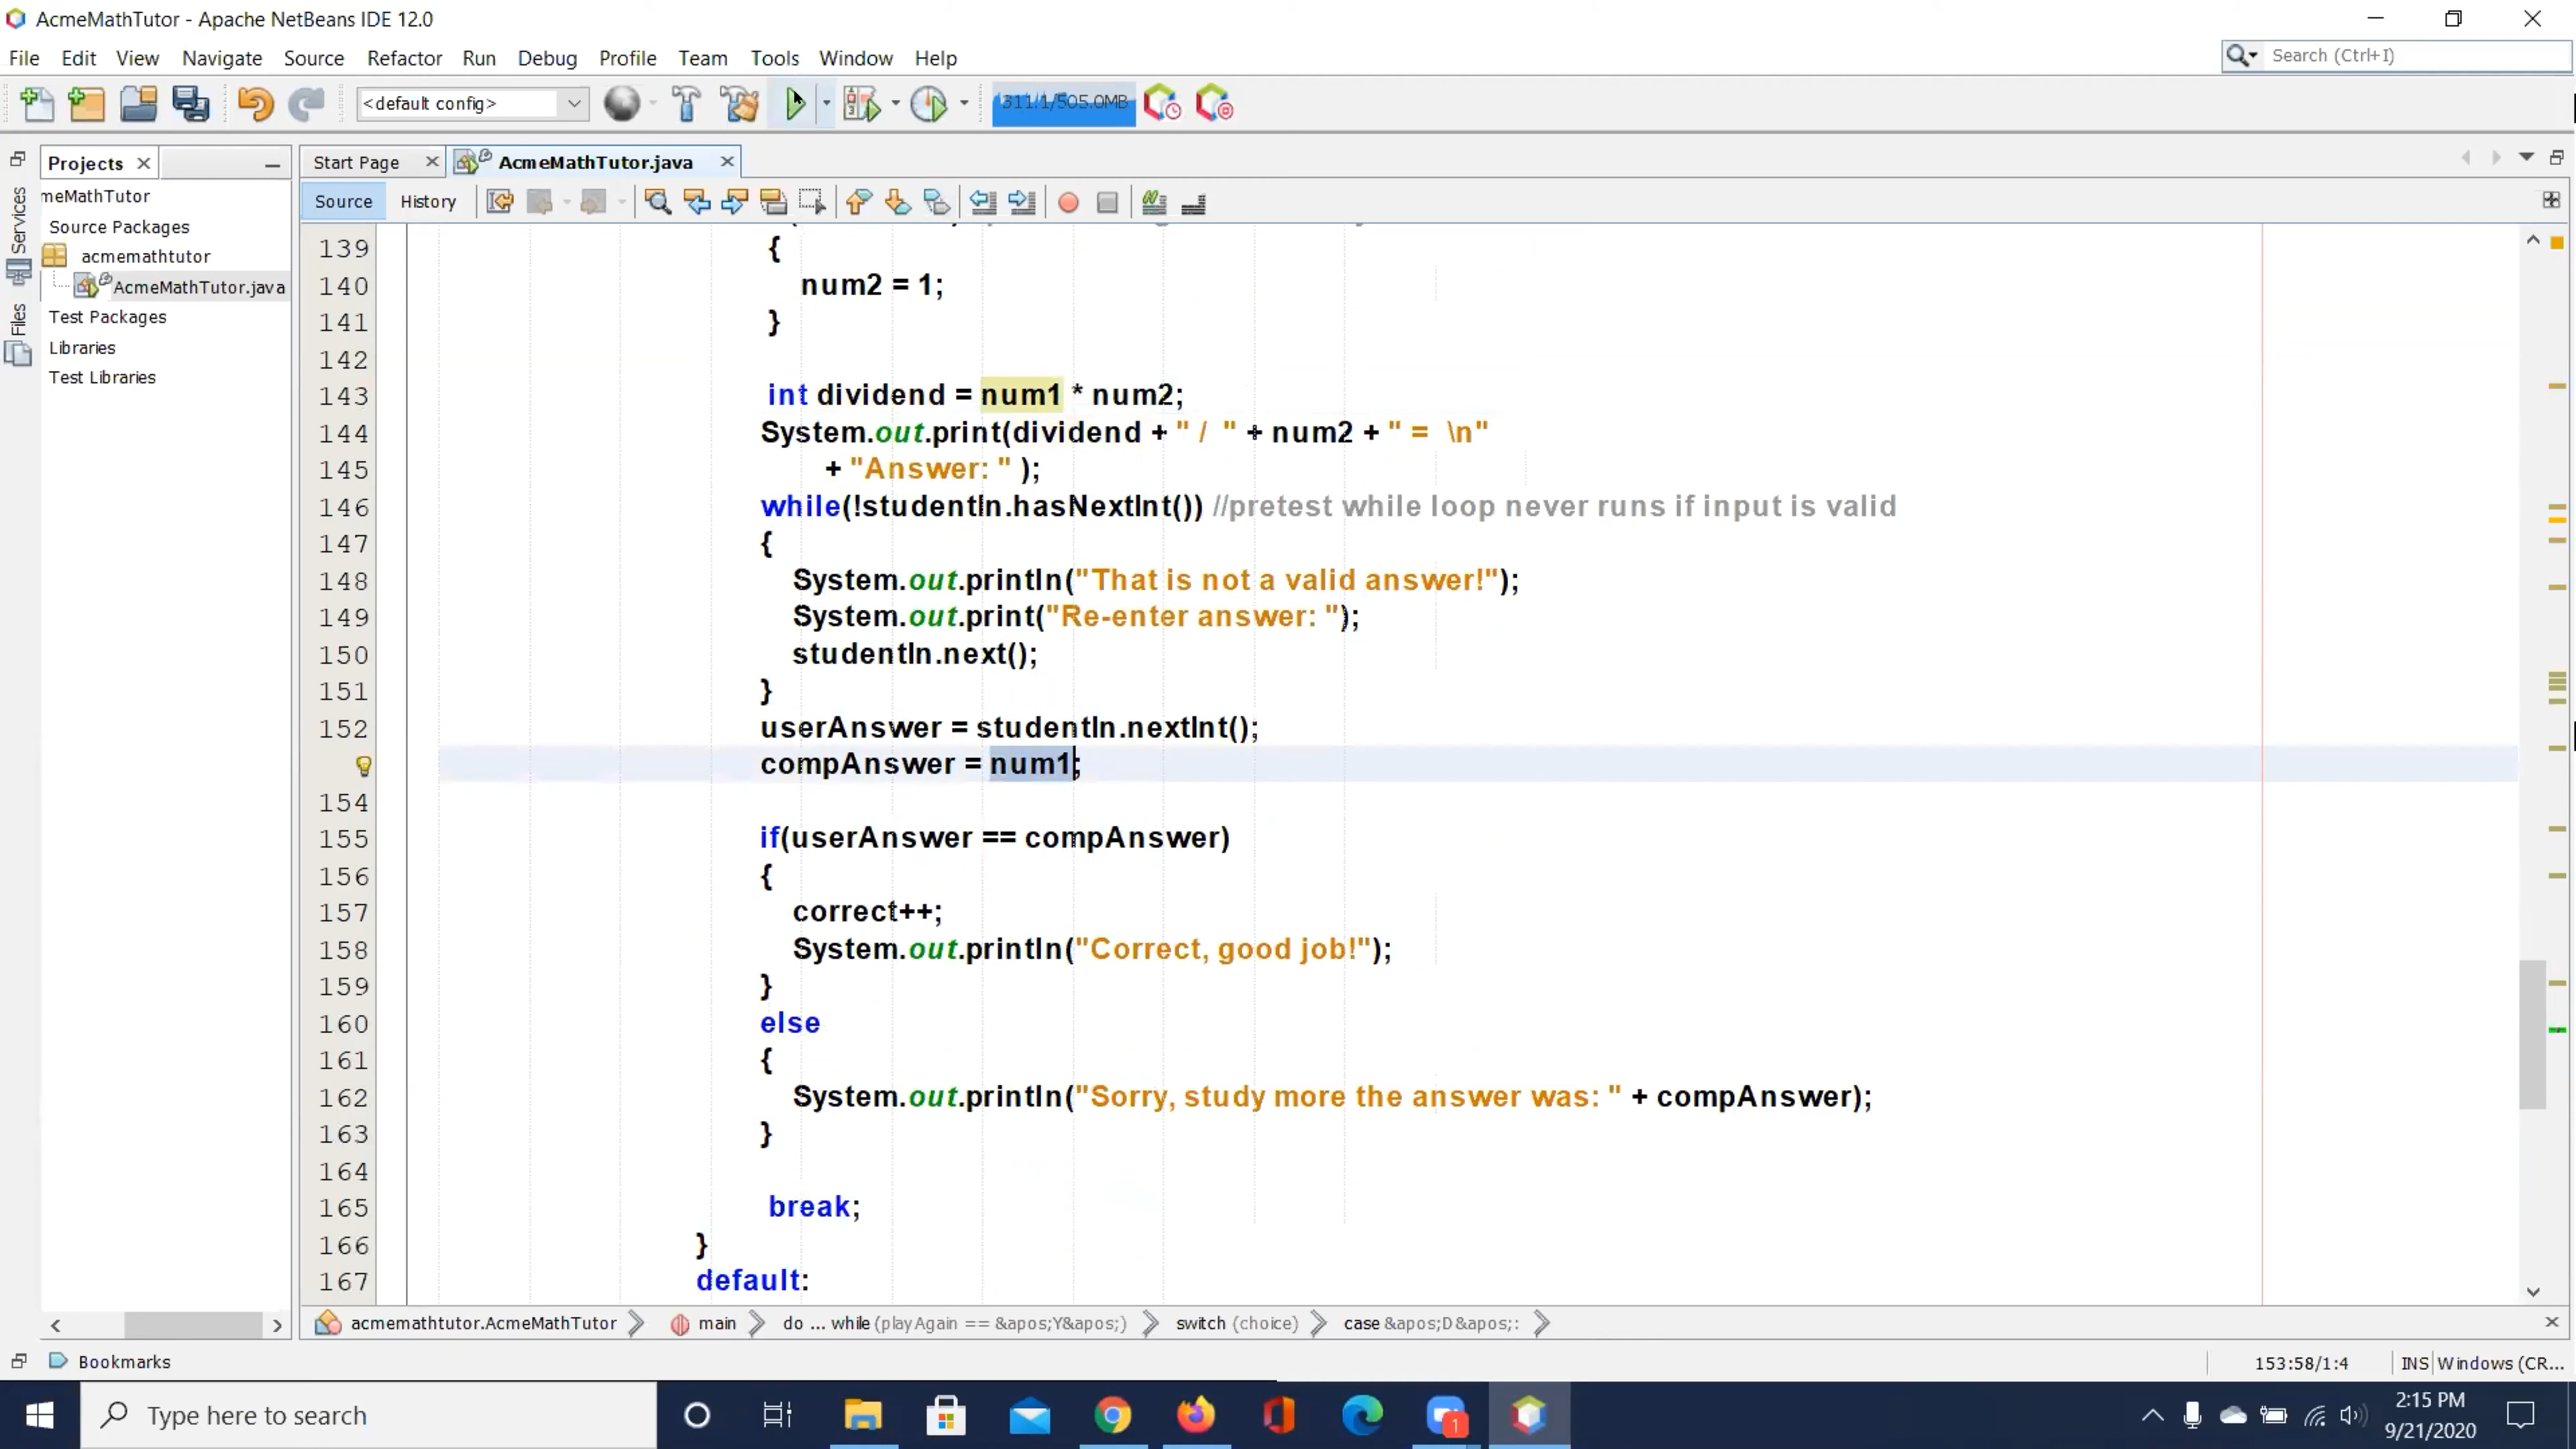 AcmeMathTutor - Apache NetBeans IDE 12.0
File Edit View Navigate Source Refactor Run Debug Profile Team Tools Window Help
Search (Ctrl+I)
<default config>
311.1/505.0MB
Projects
Start Page
AcmeMathTutor.java
Source History
Services
Files
meMathTutor
Source Packages
acmemathtutor
AcmeMathTutor.java
Test Packages
Libraries
Test Libraries
139 {
140 num2 = 1;
141 }
142
143 int dividend = num1 * num2;
144 System.out.print(dividend + " / " + num2 + " = \n"
145 + "Answer: " );
146 while(!studentIn.hasNextInt()) //pretest while loop never runs if input is valid
147 {
148 System.out.println("That is not a valid answer!");
149 System.out.print("Re-enter answer: ");
150 studentIn.next();
151 }
152 userAnswer = studentIn.nextInt();
compAnswer = num1;
154
155 if(userAnswer == compAnswer)
156 {
157 correct++;
158 System.out.println("Correct, good job!");
159 }
160 else
161 {
162 System.out.println("Sorry, study more the answer was: " + compAnswer);
163 }
164
165 break;
166 }
167 default:
acmemathtutor.AcmeMathTutor main do ... while (playAgain == &apos;Y&apos;) switch (choice) case &apos;D&apos;:
Bookmarks
153:58/1:4 INS Windows (CR...
Type here to search
1
2:15 PM
9/21/2020